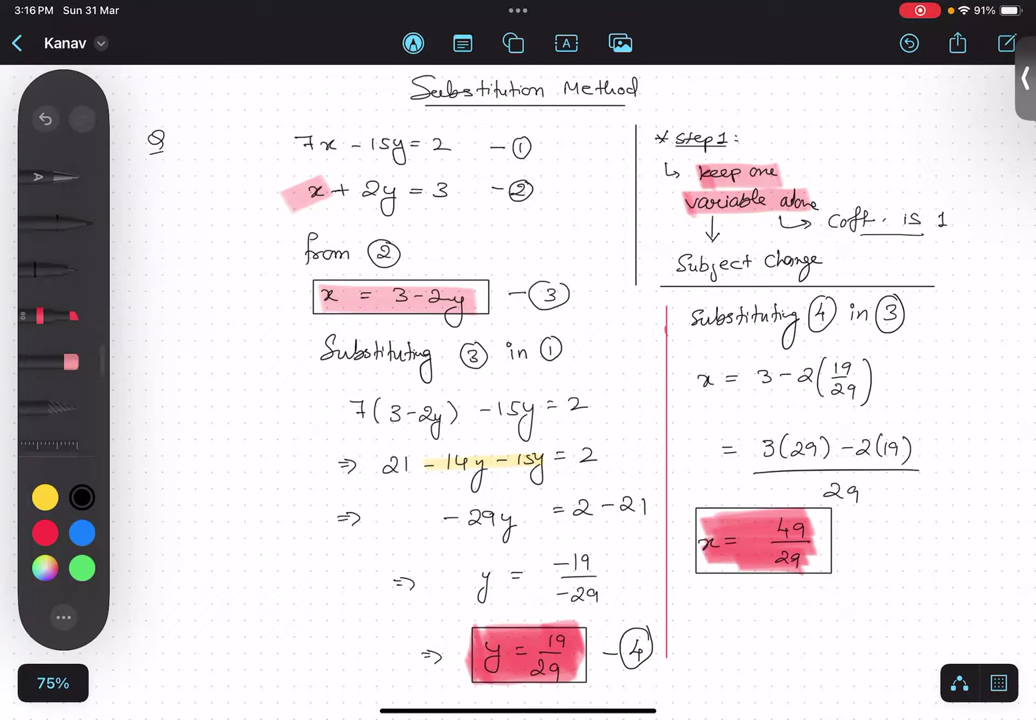 3:16 PM Sun 31 Mar
91%
Kanav
A
Substitution Method
Q
7x - 15y = 2 - ①
x + 2y = 3 - ②
from ②
x = 3 - 2y - ③
Substituting ③ in ①
7(3-2y) - 15y = 2
⇒ 21 - 14y - 15y = 2
⇒ - 29y = 2 - 21
⇒ y = -19/-29
⇒ y = 19/29 - ④
* Step 1:
↳ keep one
variable alone
↓ ↳ Coff. is 1
Subject Change
Substituting ④ in ③
x = 3 - 2(19/29)
= 3(29) - 2(19)
29
x = 49/29
A
80
75%